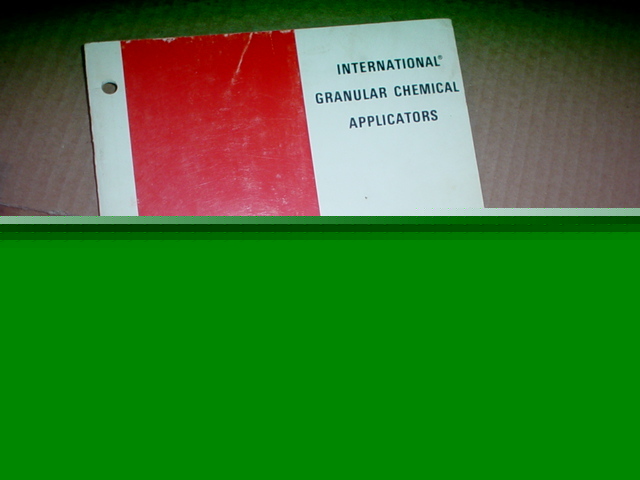 INTERNATIONAL®
GRANULAR CHEMICAL
APPLICATORS